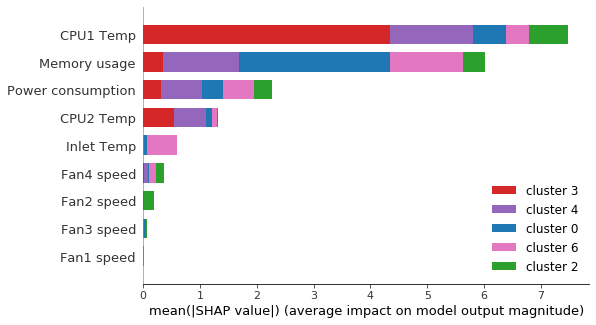 CPU1 Temp
Memory usage
Power consumption
CPU2 Temp
Inlet Temp
Fan4 speed
Fan2 speed
Fan3 speed
Fan1 speed
cluster 3
cluster 4
cluster 0
cluster 6
cluster 2
0 1 2 3 4 5 6 7
mean(|SHAP value|) (average impact on model output magnitude)